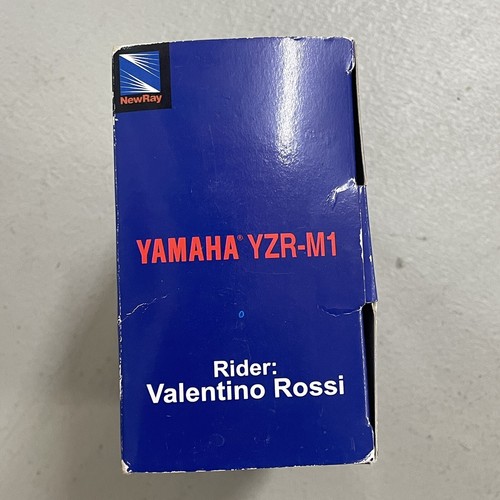 NewRay
YAMAHA® YZR-M1
Rider:
Valentino Rossi